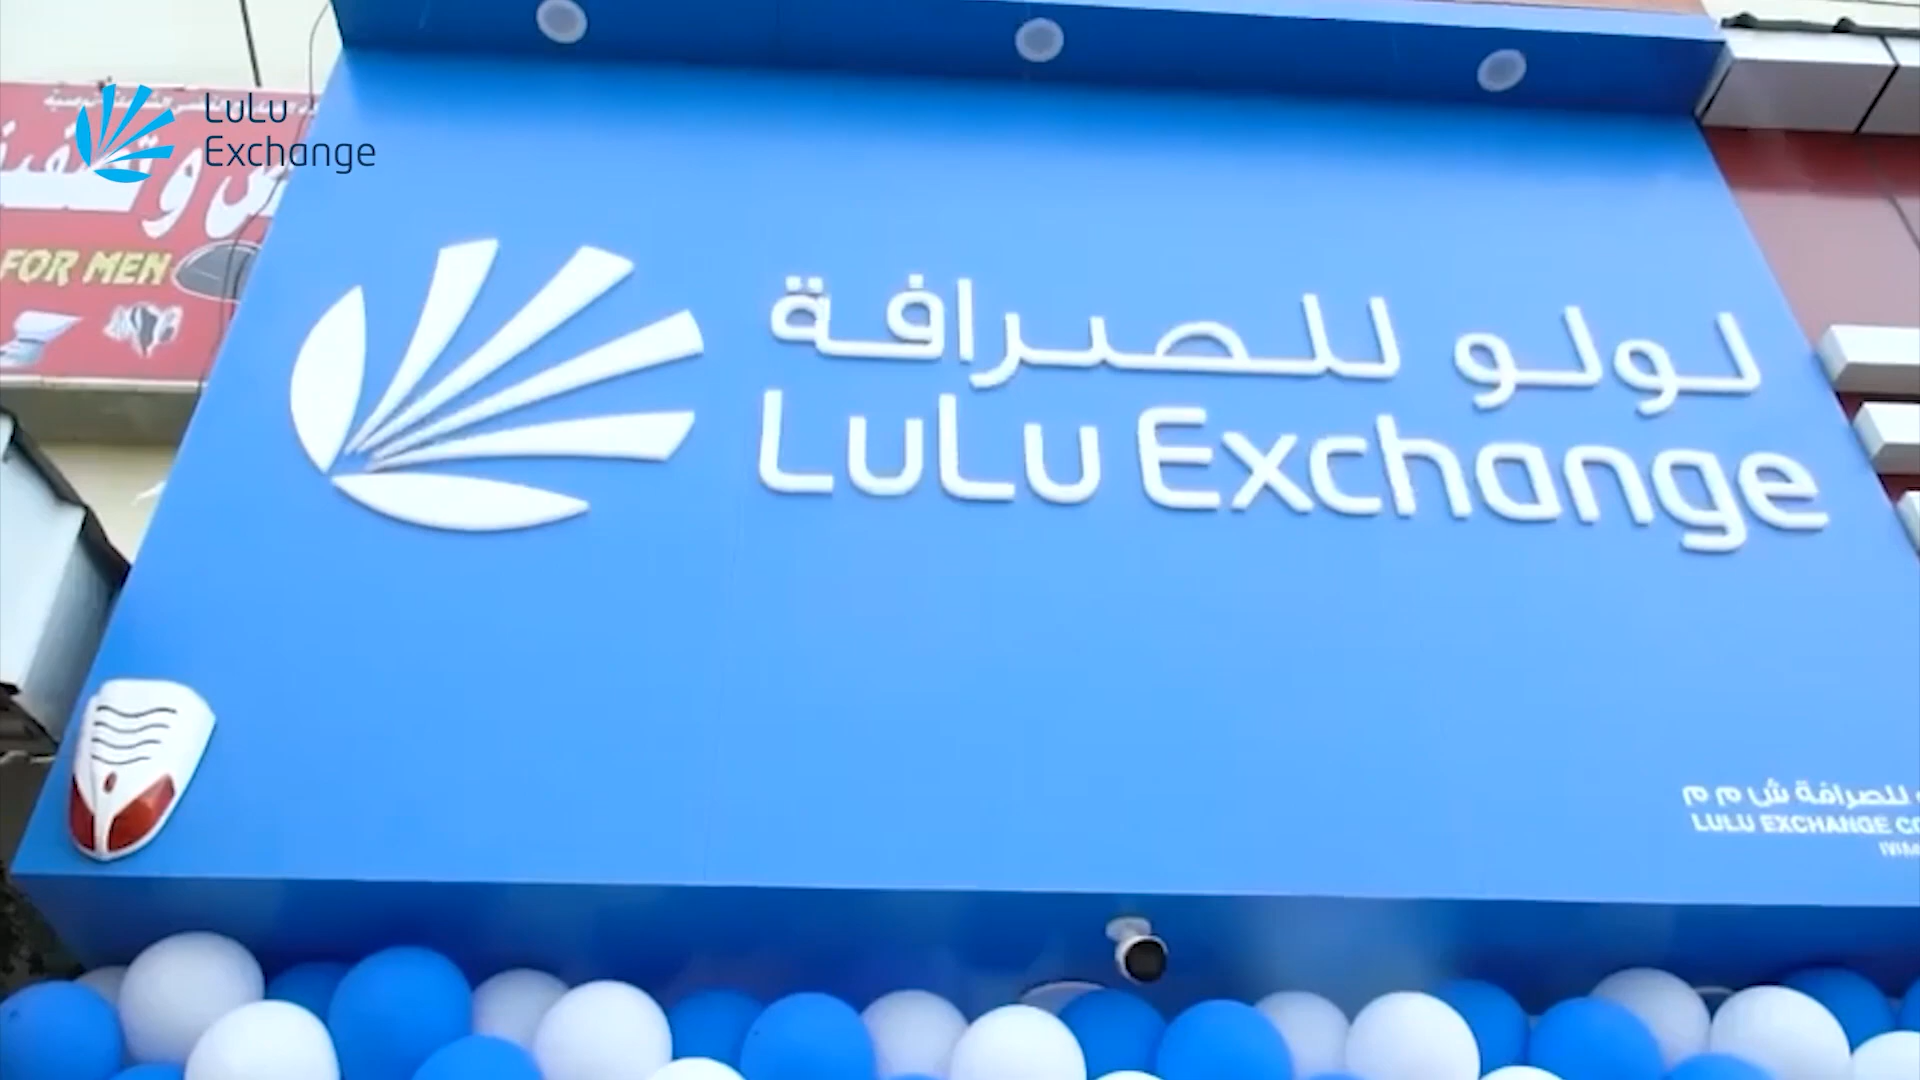 LuLu
Exchange
FOR MEN
لولو للصرافة
LuLu Exchange
للصرافة ش م م
LULU EXCHANGE